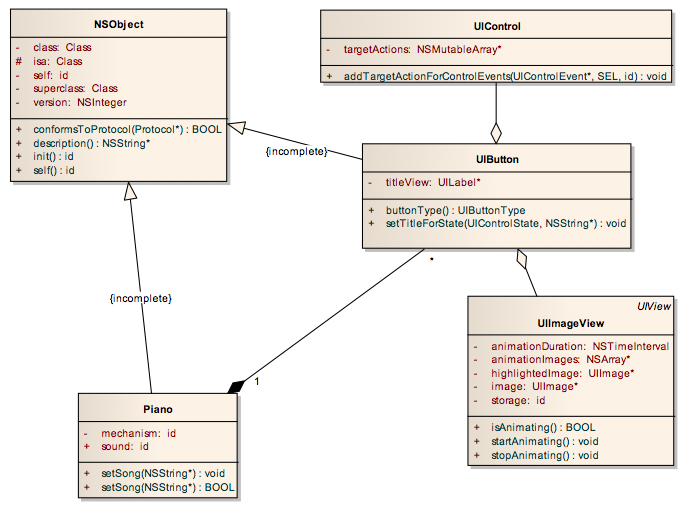 NSObject
- class: Class
# isa: Class
- self: id
- superclass: Class
- version: NSInteger
+ conformsToProtocol(Protocol*) : BOOL
+ description() : NSString*
+ init() : id
+ self() : id
UIControl
- targetActions: NSMutableArray*
+ addTargetActionForControlEvents(UIControlEvent*, SEL, id) : void
{incomplete}
UIButton
- titleView: UILabel*
+ buttonType() : UIButtonType
+ setTitleForState(UIControlState, NSString*) : void
*
{incomplete}
UIView
UIImageView
- animationDuration: NSTimeInterval
- animationImages: NSArray*
- highlightedImage: UIImage*
- image: UIImage*
- storage: id
+ isAnimating() : BOOL
+ startAnimating() : void
+ stopAnimating() : void
1
Piano
- mechanism: id
+ sound: id
+ setSong(NSString*) : void
+ setSong(NSString*) : BOOL